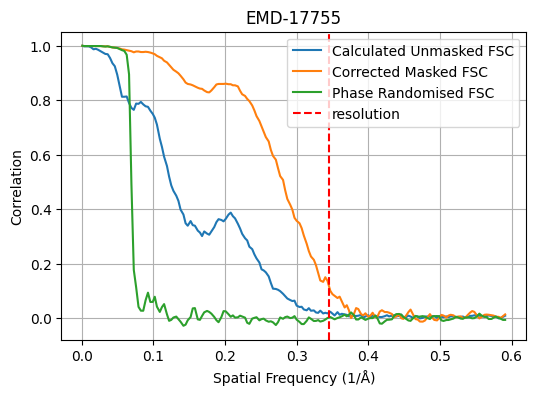 EMD-17755
Calculated Unmasked FSC
Corrected Masked FSC
Phase Randomised FSC
resolution
Correlation
1.0
0.8
0.6
0.4
0.2
0.0
0.0 0.1 0.2 0.3 0.4 0.5 0.6
Spatial Frequency (1/Å)